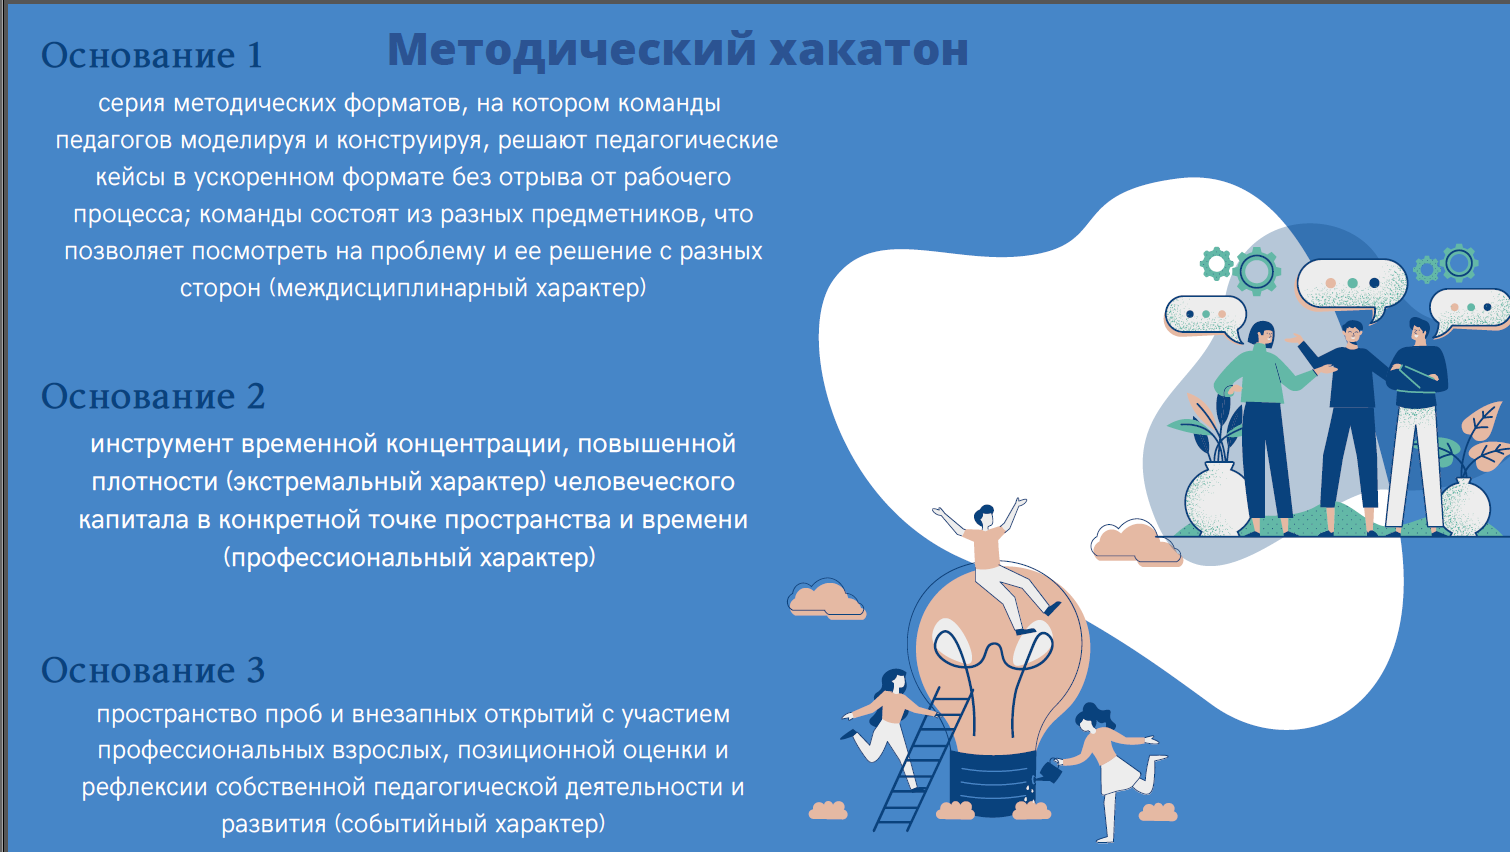 Методический хакатон
Основание 1
серия методических форматов, на котором команды
педагогов моделируя и конструируя, решают педагогические
кейсы в ускоренном формате без отрыва от рабочего
процесса; команды состоят из разных предметников, что
позволяет посмотреть на проблему и ее решение с разных
сторон (междисциплинарный характер)
Основание 2
инструмент временной концентрации, повышенной
плотности (экстремальный характер) человеческого
капитала в конкретной точке пространства и времени
(профессиональный характер)
Основание 3
пространство проб и внезапных открытий с участием
профессиональных взрослых, позиционной оценки и
рефлексии собственной педагогической деятельности и
развития (событийный характер)